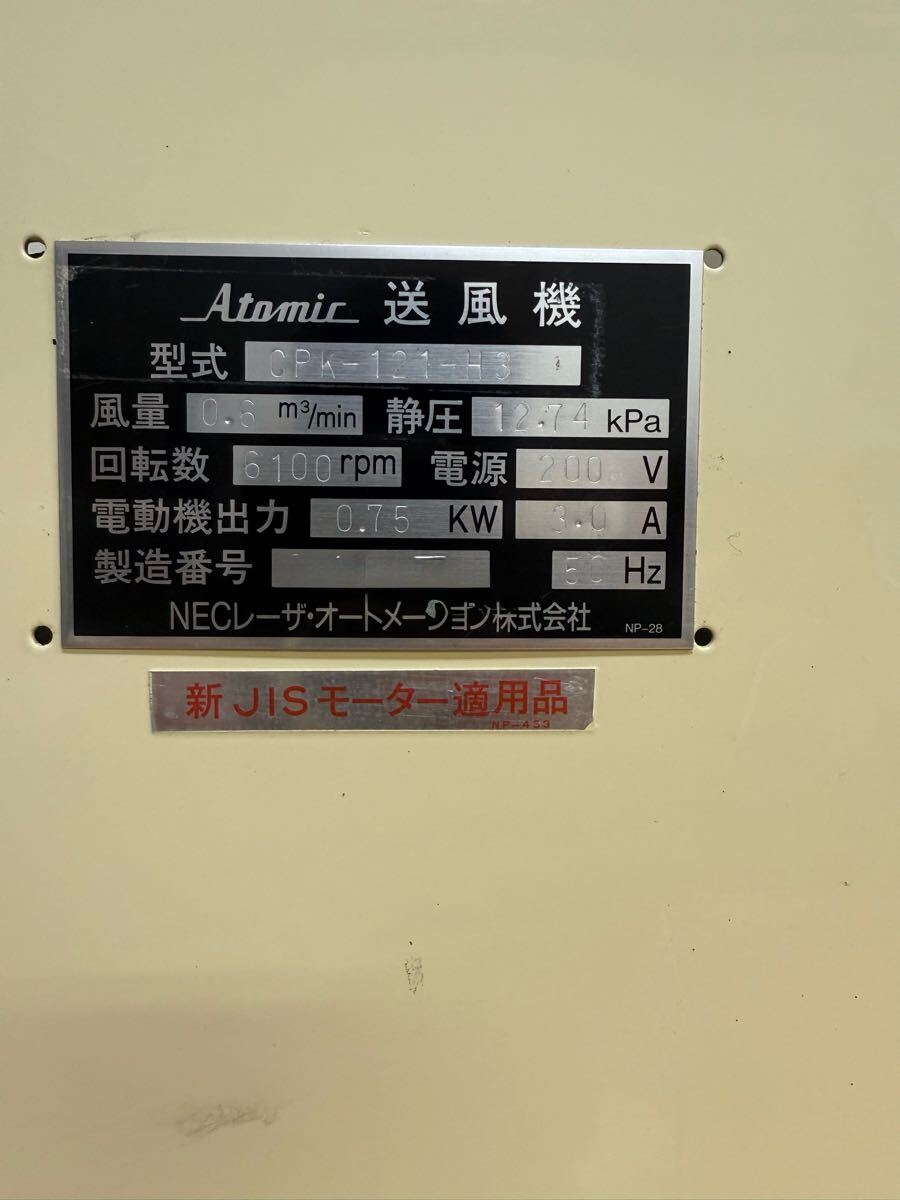 Atomic 送風機
型式 CPK-121-H3
風量 0.6 m³/min 静圧 12.74 kPa
回転数 6100 rpm 電源 200 V
電動機出力 0.75 KW 3.0 A
製造番号 50 Hz
NECレーザ・オートメーション株式会社 NP-28
新JISモーター適用品
NP-453